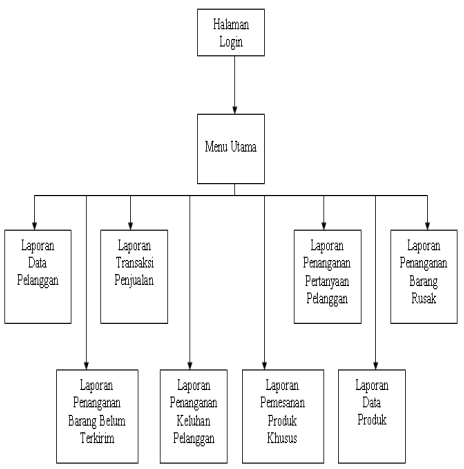 Halaman
Login
Menu Utama
Laporan
Data
Pelanggan
Laporan
Transaksi
Penjualan
Laporan
Penanganan
Pertanyaan
Pelanggan
Laporan
Penanganan
Barang
Rusak
Laporan
Penanganan
Barang Belum
Terkirim
Laporan
Penanganan
Keluhan
Pelanggan
Laporan
Pemesanan
Produk
Khusus
Laporan
Data
Produk